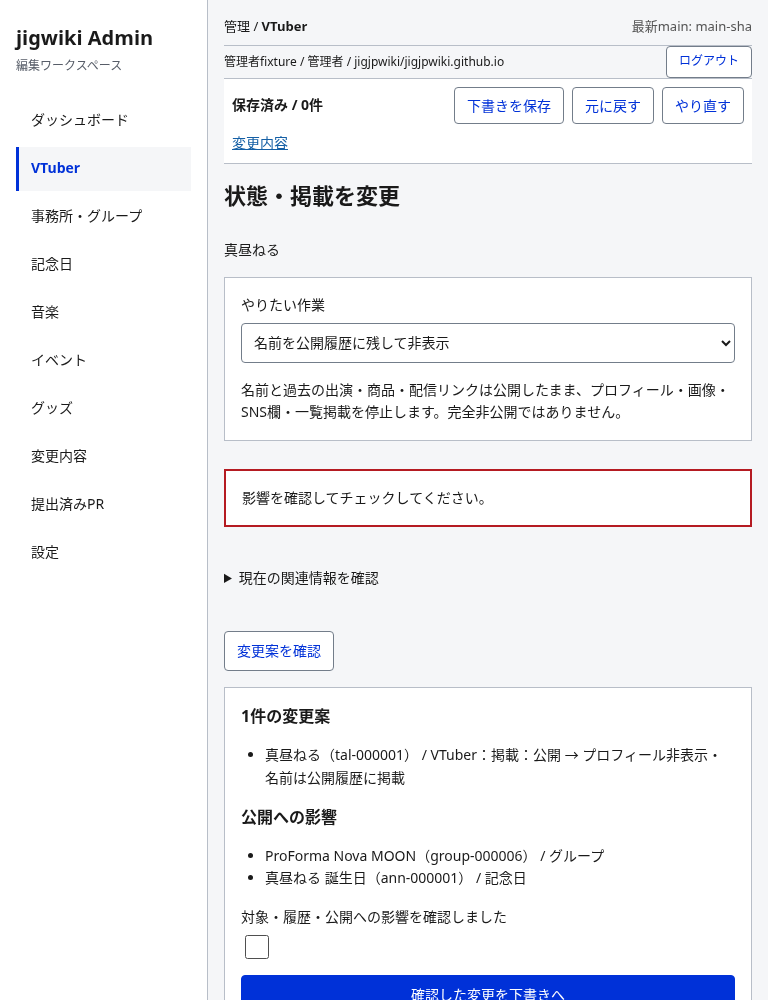 jigwiki Admin
編集ワークスペース
ダッシュボード
VTuber
事務所・グループ
記念日
音楽
イベント
グッズ
変更内容
提出済みPR
設定
管理 / VTuber
最新main: main-sha
管理者fixture / 管理者 / jigjpwiki/jigjpwiki.github.io
ログアウト
保存済み / 0件
下書きを保存
元に戻す
やり直す
変更内容
状態・掲載を変更
真昼ねる
やりたい作業
名前を公開履歴に残して非表示
名前と過去の出演・商品・配信リンクは公開したまま、プロフィール・画像・
SNS欄・一覧掲載を停止します。完全非公開ではありません。
影響を確認してチェックしてください。
現在の関連情報を確認
変更案を確認
1件の変更案
真昼ねる（tal-000001） / VTuber：掲載：公開 → プロフィール非表示・
名前は公開履歴に掲載
公開への影響
ProForma Nova MOON（group-000006） / グループ
真昼ねる 誕生日（ann-000001） / 記念日
対象・履歴・公開への影響を確認しました
確認した変更を下書きへ